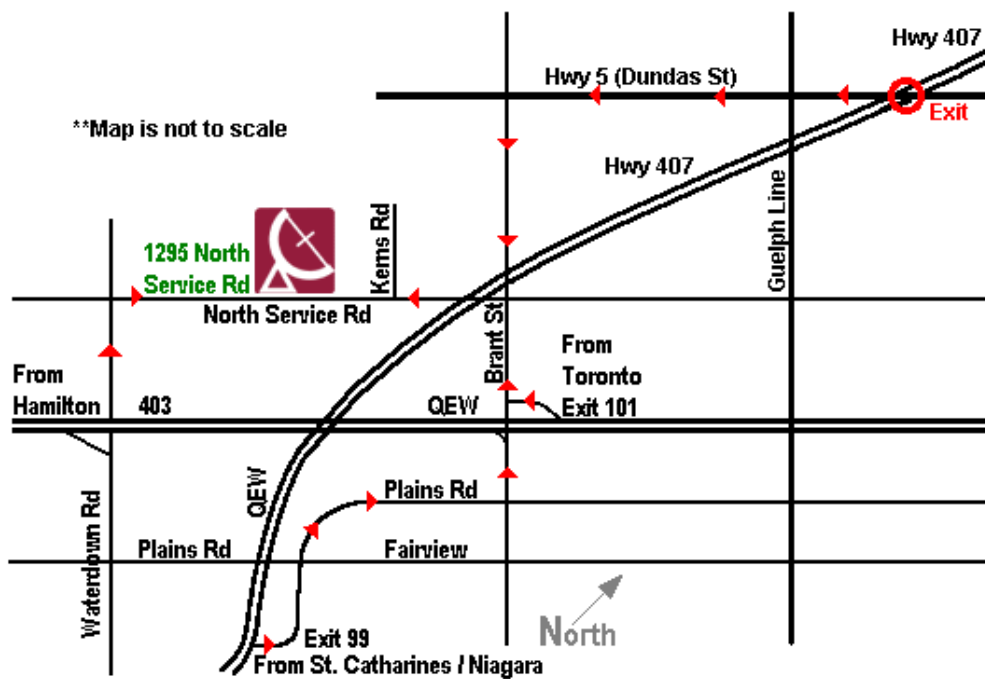 Hwy 407
Hwy 5 (Dundas St)
Exit
**Map is not to scale
Hwy 407
Guelph Line
Kerns Rd
1295 North
Service Rd
North Service Rd
Brant St
From
Toronto
Exit 101
From
Hamilton
403
QEW
QEW
Plains Rd
Waterdown Rd
Plains Rd
Fairview
North
Exit 99
From St. Catharines / Niagara